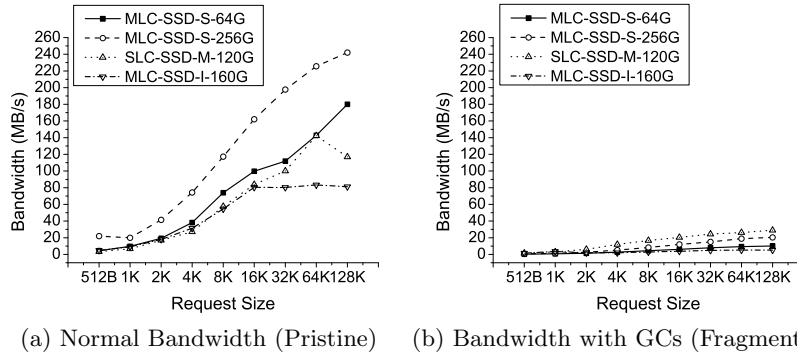 MLC-SSD-S-64G
MLC-SSD-S-256G
SLC-SSD-M-120G
MLC-SSD-I-160G
260
240
220
200
180
160
140
120
100
80
60
40
20
0
Bandwidth (MB/s)
512B 1K 2K 4K 8K 16K 32K 64K 128K
Request Size
(a) Normal Bandwidth (Pristine)
MLC-SSD-S-64G
MLC-SSD-S-256G
SLC-SSD-M-120G
MLC-SSD-I-160G
260
240
220
200
180
160
140
120
100
80
60
40
20
0
Bandwidth (MB/s)
512B 1K 2K 4K 8K 16K 32K 64K 128K
Request Size
(b) Bandwidth with GCs (Fragment